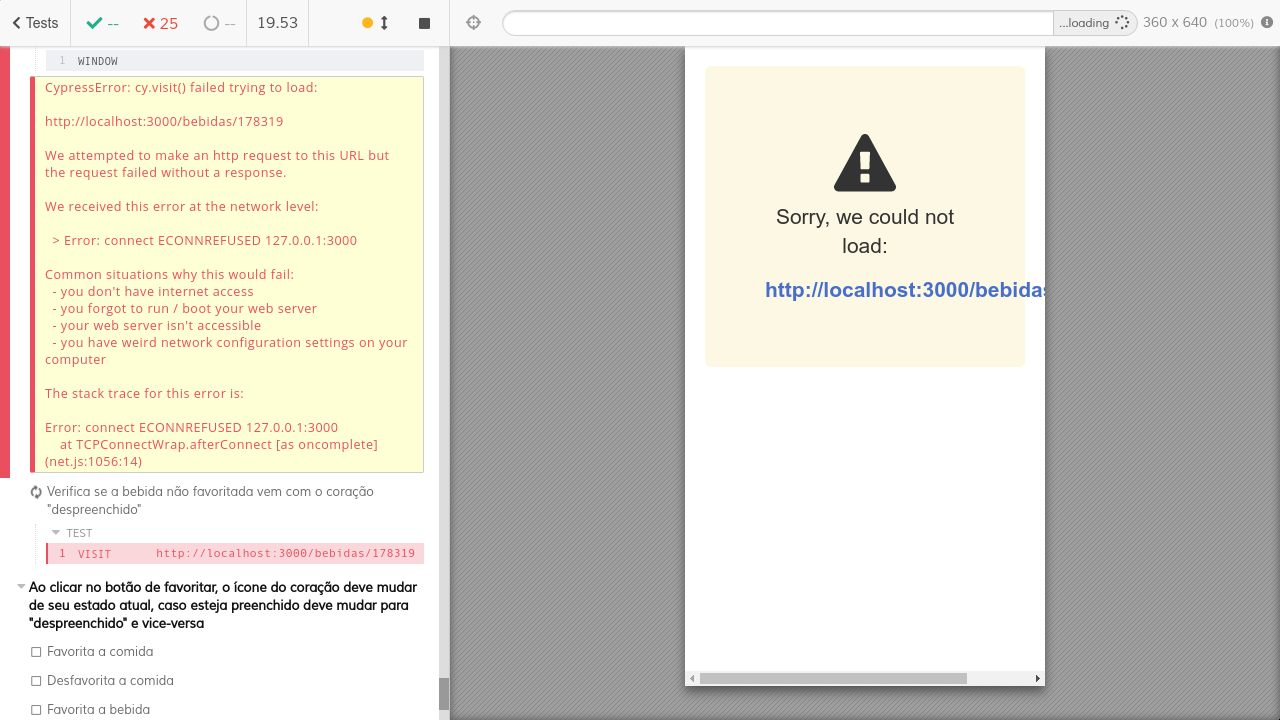 Tests
--
25
--
19.53
...loading
360 x 640 (100%)
1 WINDOW
CypressError: cy.visit() failed trying to load:
http://localhost:3000/bebidas/178319
We attempted to make an http request to this URL but
the request failed without a response.
We received this error at the network level:
> Error: connect ECONNREFUSED 127.0.0.1:3000
Common situations why this would fail:
- you don't have internet access
- you forgot to run / boot your web server
- your web server isn't accessible
- you have weird network configuration settings on your
computer
The stack trace for this error is:
Error: connect ECONNREFUSED 127.0.0.1:3000
at TCPConnectWrap.afterConnect [as oncomplete]
(net.js:1056:14)
Verifica se a bebida não favoritada vem com o coração
"despreenchido"
TEST
1 VISIT http://localhost:3000/bebidas/178319
Ao clicar no botão de favoritar, o ícone do coração deve mudar
de seu estado atual, caso esteja preenchido deve mudar para
"despreenchido" e vice-versa
Favorita a comida
Desfavorita a comida
Favorita a bebida
Sorry, we could not
load:
http://localhost:3000/bebidas